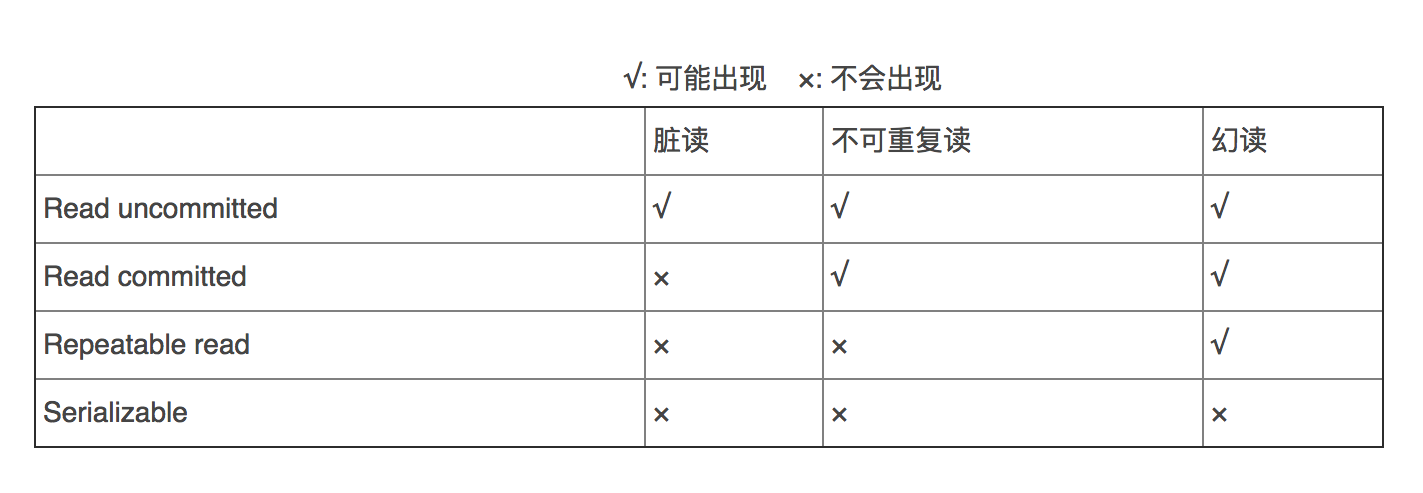 √: 可能出现 ×: 不会出现
脏读 不可重复读 幻读
Read uncommitted √ √ √
Read committed × √ √
Repeatable read × × √
Serializable × × ×